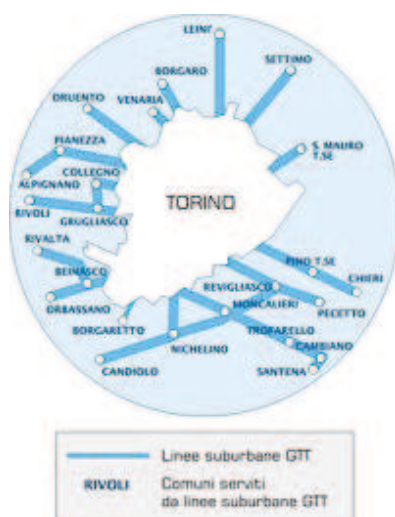 LEINI'
SETTIMO
BORGARO
DRUENTO
VENARIA
PIANEZZA
S. MAURO
T.SE
COLLEGNO
ALPIGNANO
TORINO
RIVOLI
GRUGLIASCO
RIVALTA
PINO T.SE
BEINASCO
CHIERI
REVIGLIASCO
ORBASSANO
MONCALIERI
PECETTO
BORGARETTO
TROFARELLO
CAMBIANO
NICHELINO
CANDIOLO
SANTENA
Linee suburbane GTT
RIVOLI
Comuni serviti
da linee suburbane GTT